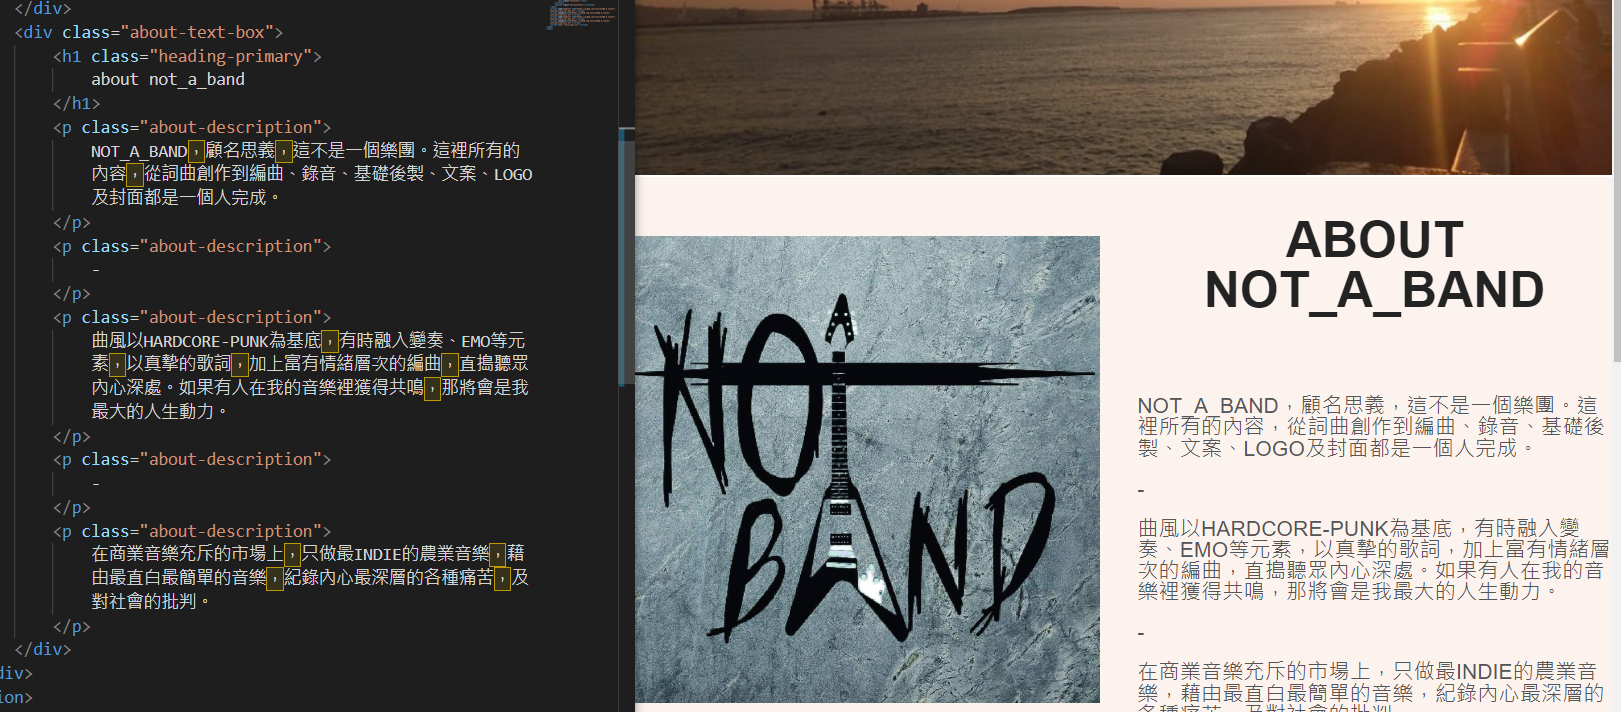 </div>
<div class="about-text-box">
<h1 class="heading-primary">
about not_a_band
</h1>
<p class="about-description">
NOT_A_BAND，顧名思義，這不是一個樂團。這裡所有的
內容，從詞曲創作到編曲、錄音、基礎後製、文案、LOGO
及封面都是一個人完成。
</p>
<p class="about-description">
-
</p>
<p class="about-description">
曲風以HARDCORE-PUNK為基底，有時融入變奏、EMO等元
素，以真摯的歌詞，加上富有情緒層次的編曲，直搗聽眾
內心深處。如果有人在我的音樂裡獲得共鳴，那將會是我
最大的人生動力。
</p>
<p class="about-description">
-
</p>
<p class="about-description">
在商業音樂充斥的市場上，只做最INDIE的農業音樂，藉
由最直白最簡單的音樂，紀錄內心最深層的各種痛苦，及
對社會的批判。
</p>
</div>
div>
ion>
NO
BAND
ABOUT
NOT_A_BAND
NOT_A_BAND，顧名思義，這不是一個樂團。這
裡所有的內容，從詞曲創作到編曲、錄音、基礎後
製、文案、LOGO及封面都是一個人完成。
-
曲風以HARDCORE-PUNK為基底，有時融入變
奏、EMO等元素，以真摯的歌詞，加上富有情緒層
次的編曲，直搗聽眾內心深處。如果有人在我的音
樂裡獲得共鳴，那將會是我最大的人生動力。
-
在商業音樂充斥的市場上，只做最INDIE的農業音
樂，藉由最直白最簡單的音樂，紀錄內心最深層的
各種痛苦，及對社會的批判